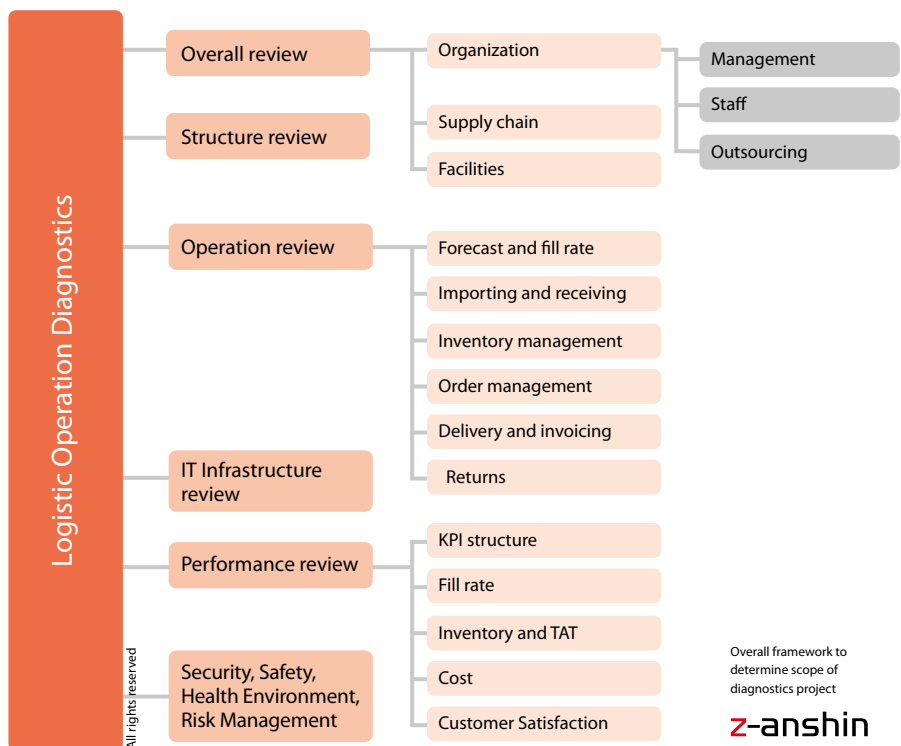 Logistic Operation Diagnostics
All rights reserved
Overall review
Organization
Management
Staff
Outsourcing
Supply chain
Facilities
Structure review
Operation review
Forecast and fill rate
Importing and receiving
Inventory management
Order management
Delivery and invoicing
Returns
IT Infrastructure
review
Performance review
KPI structure
Fill rate
Inventory and TAT
Cost
Customer Satisfaction
Security, Safety,
Health Environment,
Risk Management
Overall framework to
determine scope of
diagnostics project
z-anshin